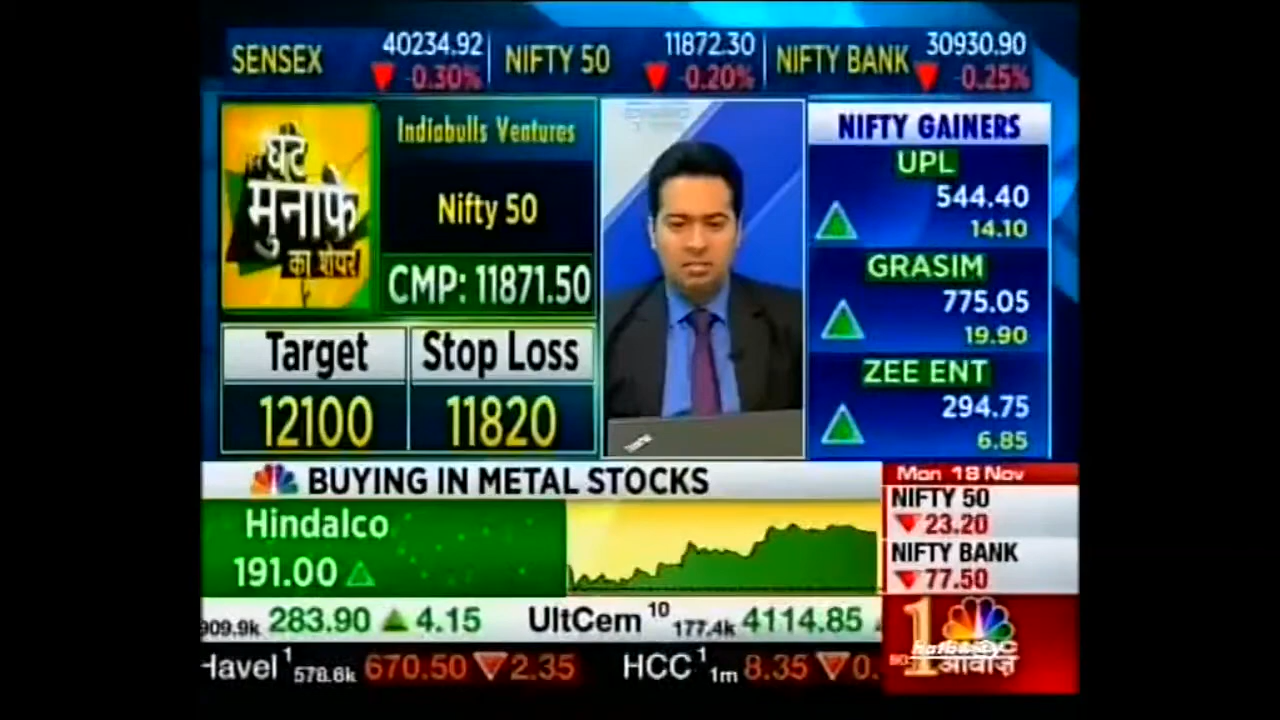 SENSEX 40234.92 -0.30%
NIFTY 50 11872.30 -0.20%
NIFTY BANK 30930.90 -0.25%
घंटे
मुनाफे
का शेयर
Indiabulls Ventures
Nifty 50
CMP: 11871.50
Target
12100
Stop Loss
11820
NIFTY GAINERS
UPL
544.40
14.10
GRASIM
775.05
19.90
ZEE ENT
294.75
6.85
BUYING IN METAL STOCKS
Hindalco
191.00
Mon 18 Nov
NIFTY 50
23.20
NIFTY BANK
77.50
909.9k 283.90 4.15 UltCem 10 177.4k 4114.85
Havel 1 578.6k 670.50 2.35 HCC 1 1m 8.35 0.
आवाज़